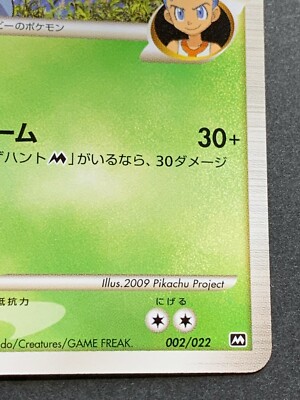 ビーのポケモン
ーム 30+
ハント」がいるなら、30ダメージ
Illus.2009 Pikachu Project
抵抗力 にげる
do/Creatures/GAME FREAK. 002/022